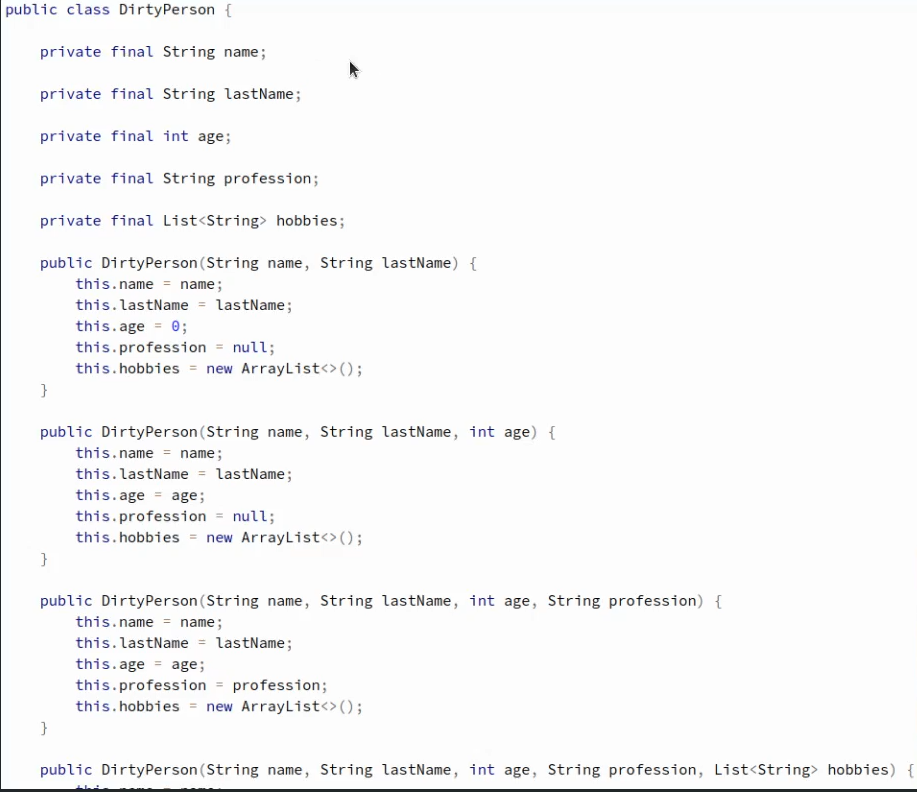 public class DirtyPerson {
private final String name;
private final String lastName;
private final int age;
private final String profession;
private final List<String> hobbies;
public DirtyPerson(String name, String lastName) {
this.name = name;
this.lastName = lastName;
this.age = 0;
this.profession = null;
this.hobbies = new ArrayList<>();
}
public DirtyPerson(String name, String lastName, int age) {
this.name = name;
this.lastName = lastName;
this.age = age;
this.profession = null;
this.hobbies = new ArrayList<>();
}
public DirtyPerson(String name, String lastName, int age, String profession) {
this.name = name;
this.lastName = lastName;
this.age = age;
this.profession = profession;
this.hobbies = new ArrayList<>();
}
public DirtyPerson(String name, String lastName, int age, String profession, List<String> hobbies) {